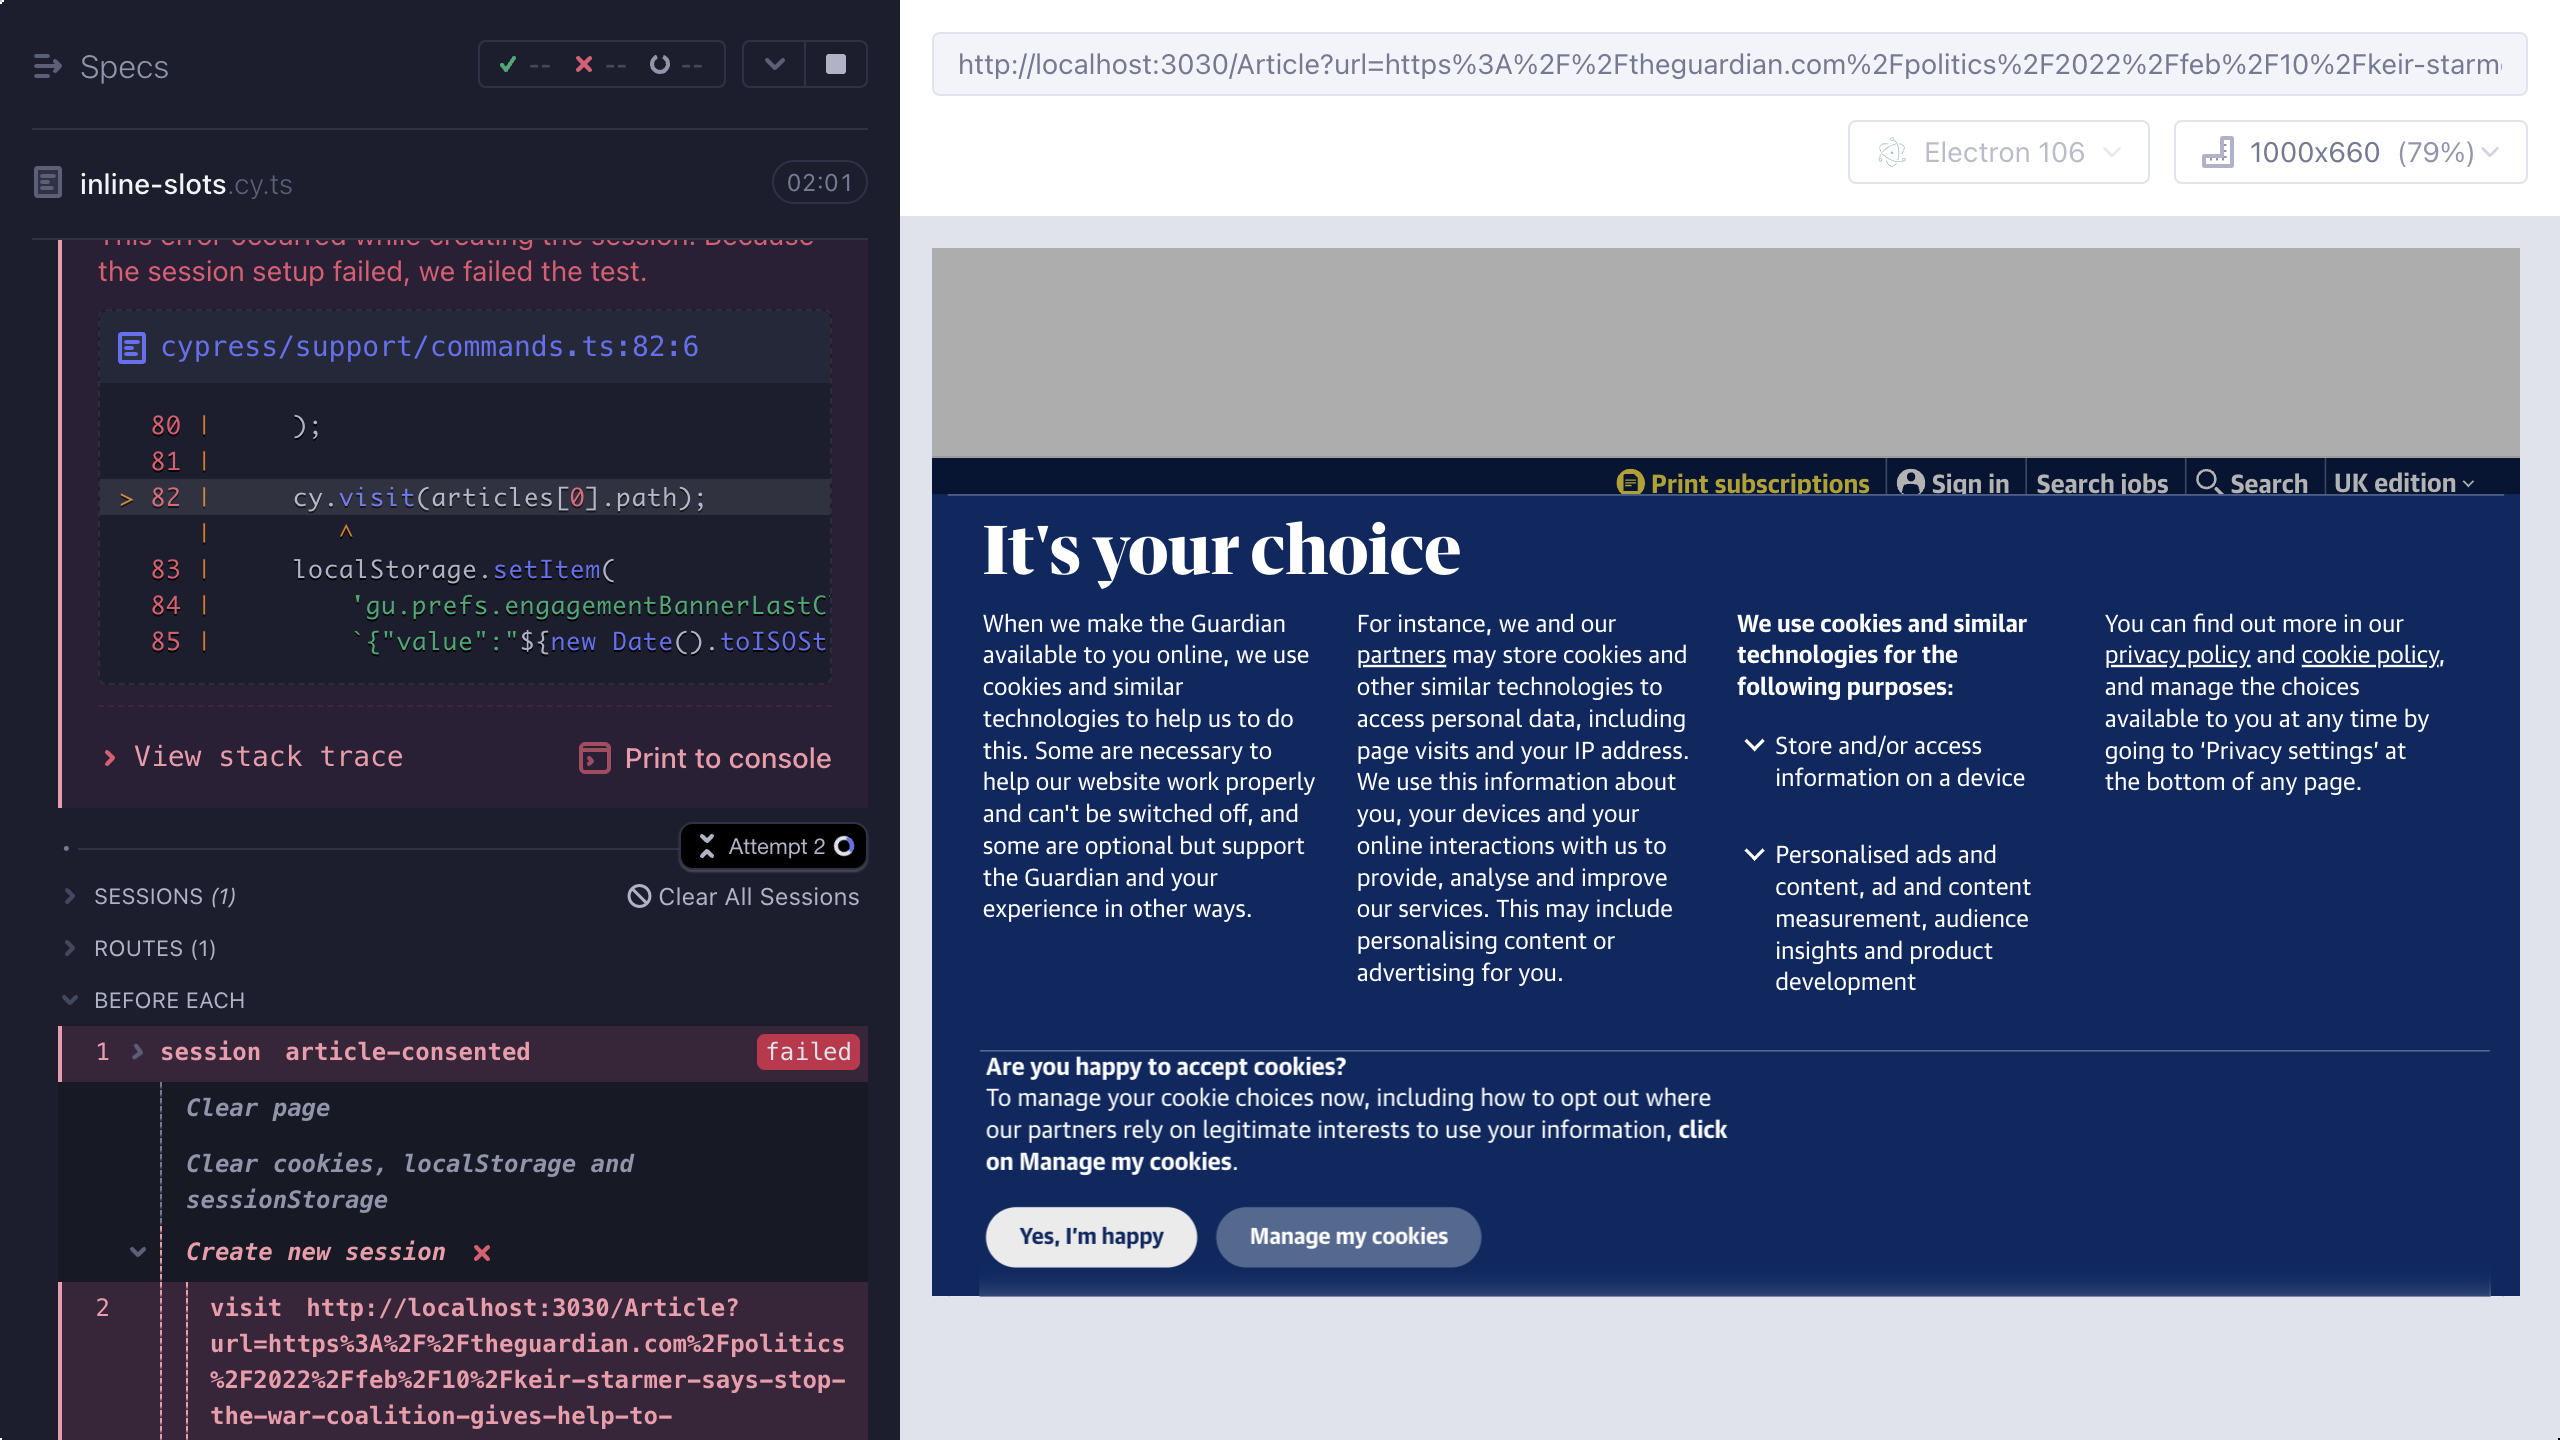 Specs
-- -- --
inline-slots.cy.ts
02:01
This error occurred while creating the session. Because
the session setup failed, we failed the test.
cypress/support/commands.ts:82:6
80 | );
81 |
> 82 | cy.visit(articles[0].path);
| ^
83 | localStorage.setItem(
84 | 'gu.prefs.engagementBannerLastC
85 | `{"value":"${new Date().toISOSt
View stack trace
Print to console
Attempt 2
SESSIONS (1)
Clear All Sessions
ROUTES (1)
BEFORE EACH
1 session article-consented failed
Clear page
Clear cookies, localStorage and
sessionStorage
Create new session
2 visit http://localhost:3030/Article?
url=https%3A%2F%2Ftheguardian.com%2Fpolitics
%2F2022%2Ffeb%2F10%2Fkeir-starmer-says-stop-
the-war-coalition-gives-help-to-
http://localhost:3030/Article?url=https%3A%2F%2Ftheguardian.com%2Fpolitics%2F2022%2Ffeb%2F10%2Fkeir-starm
Electron 106
1000x660 (79%)
Print subscriptions
Sign in
Search jobs
Search
UK edition
It's your choice
When we make the Guardian
available to you online, we use
cookies and similar
technologies to help us to do
this. Some are necessary to
help our website work properly
and can't be switched off, and
some are optional but support
the Guardian and your
experience in other ways.
For instance, we and our
partners may store cookies and
other similar technologies to
access personal data, including
page visits and your IP address.
We use this information about
you, your devices and your
online interactions with us to
provide, analyse and improve
our services. This may include
personalising content or
advertising for you.
We use cookies and similar
technologies for the
following purposes:
Store and/or access
information on a device
Personalised ads and
content, ad and content
measurement, audience
insights and product
development
You can find out more in our
privacy policy and cookie policy,
and manage the choices
available to you at any time by
going to ‘Privacy settings’ at
the bottom of any page.
Are you happy to accept cookies?
To manage your cookie choices now, including how to opt out where
our partners rely on legitimate interests to use your information, click
on Manage my cookies.
Yes, I’m happy
Manage my cookies